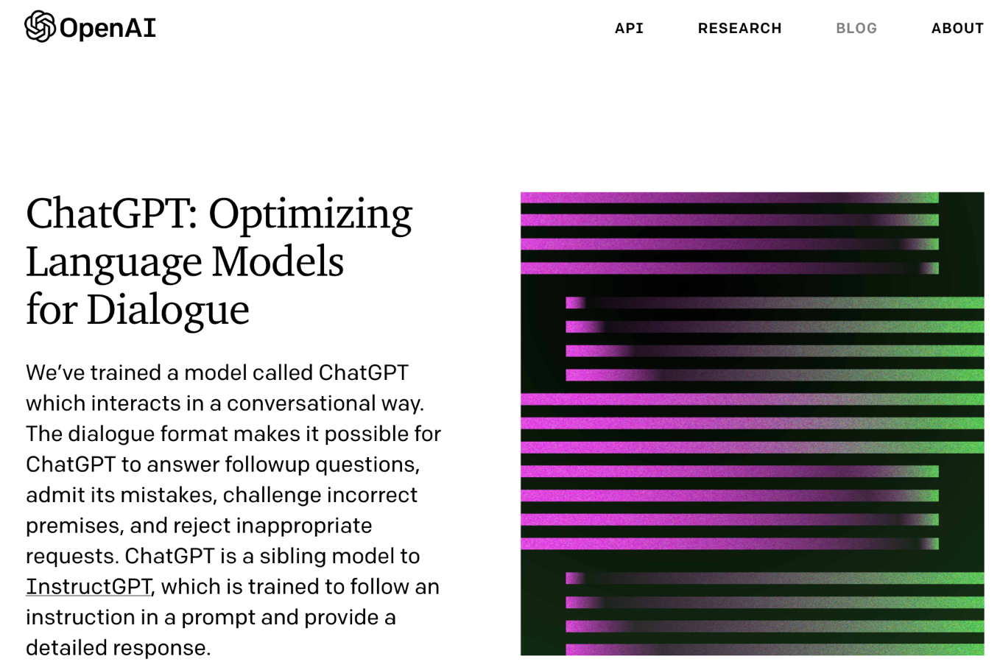 OpenAI
API RESEARCH BLOG ABOUT
ChatGPT: Optimizing
Language Models
for Dialogue
We’ve trained a model called ChatGPT
which interacts in a conversational way.
The dialogue format makes it possible for
ChatGPT to answer followup questions,
admit its mistakes, challenge incorrect
premises, and reject inappropriate
requests. ChatGPT is a sibling model to
InstructGPT, which is trained to follow an
instruction in a prompt and provide a
detailed response.